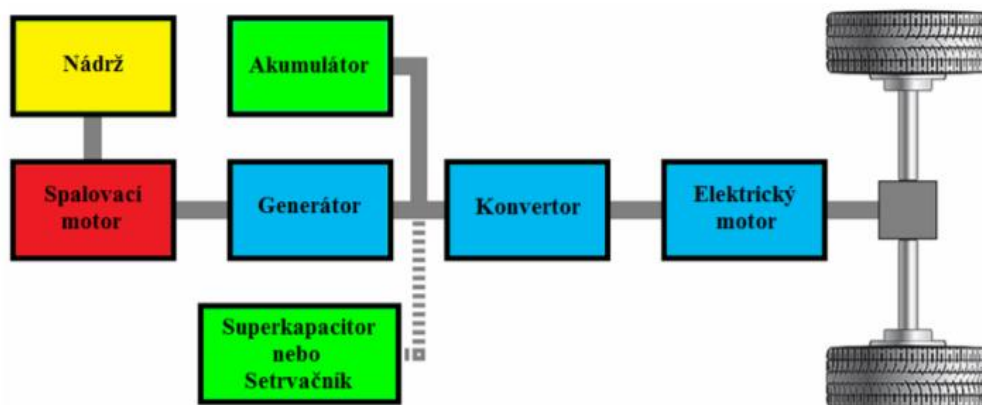 Nádrž
Akumulátor
Spalovací
motor
Generátor
Konvertor
Elektrický
motor
Superkapacitor
nebo
Setrvačník